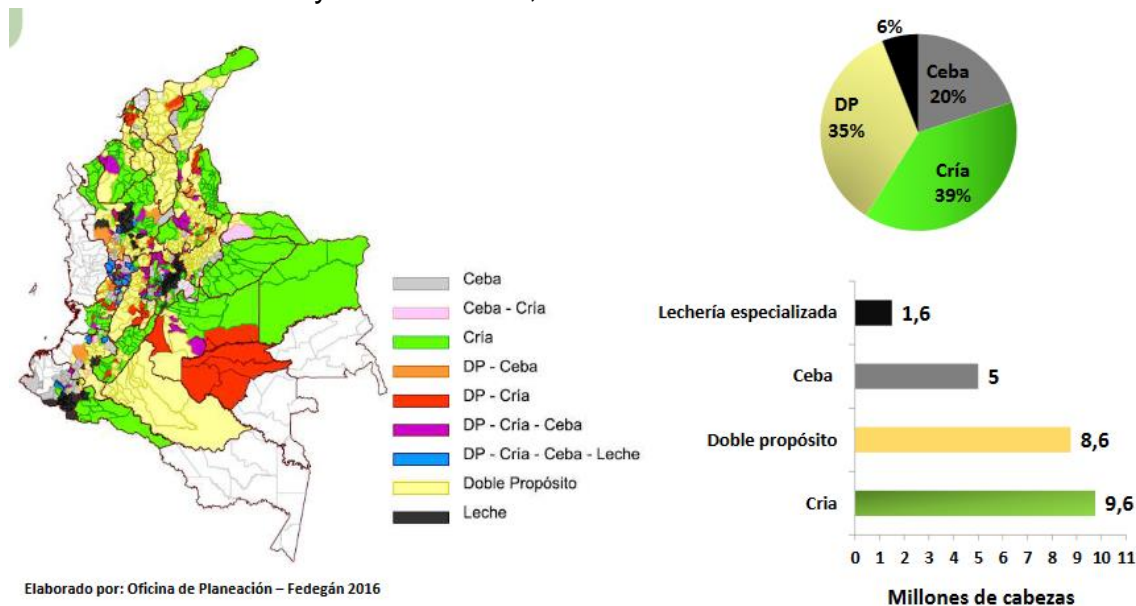 6%
Ceba
20%
DP
35%
Cría
39%
Ceba
Ceba - Cría
Cría
DP - Ceba
DP - Cria
DP - Cria - Ceba
DP - Cria - Ceba - Leche
Doble Propósito
Leche
Lechería especializada 1,6
Ceba 5
Doble propósito 8,6
Cria 9,6
0 1 2 3 4 5 6 7 8 9 10 11
Millones de cabezas
Elaborado por: Oficina de Planeación – Fedegán 2016